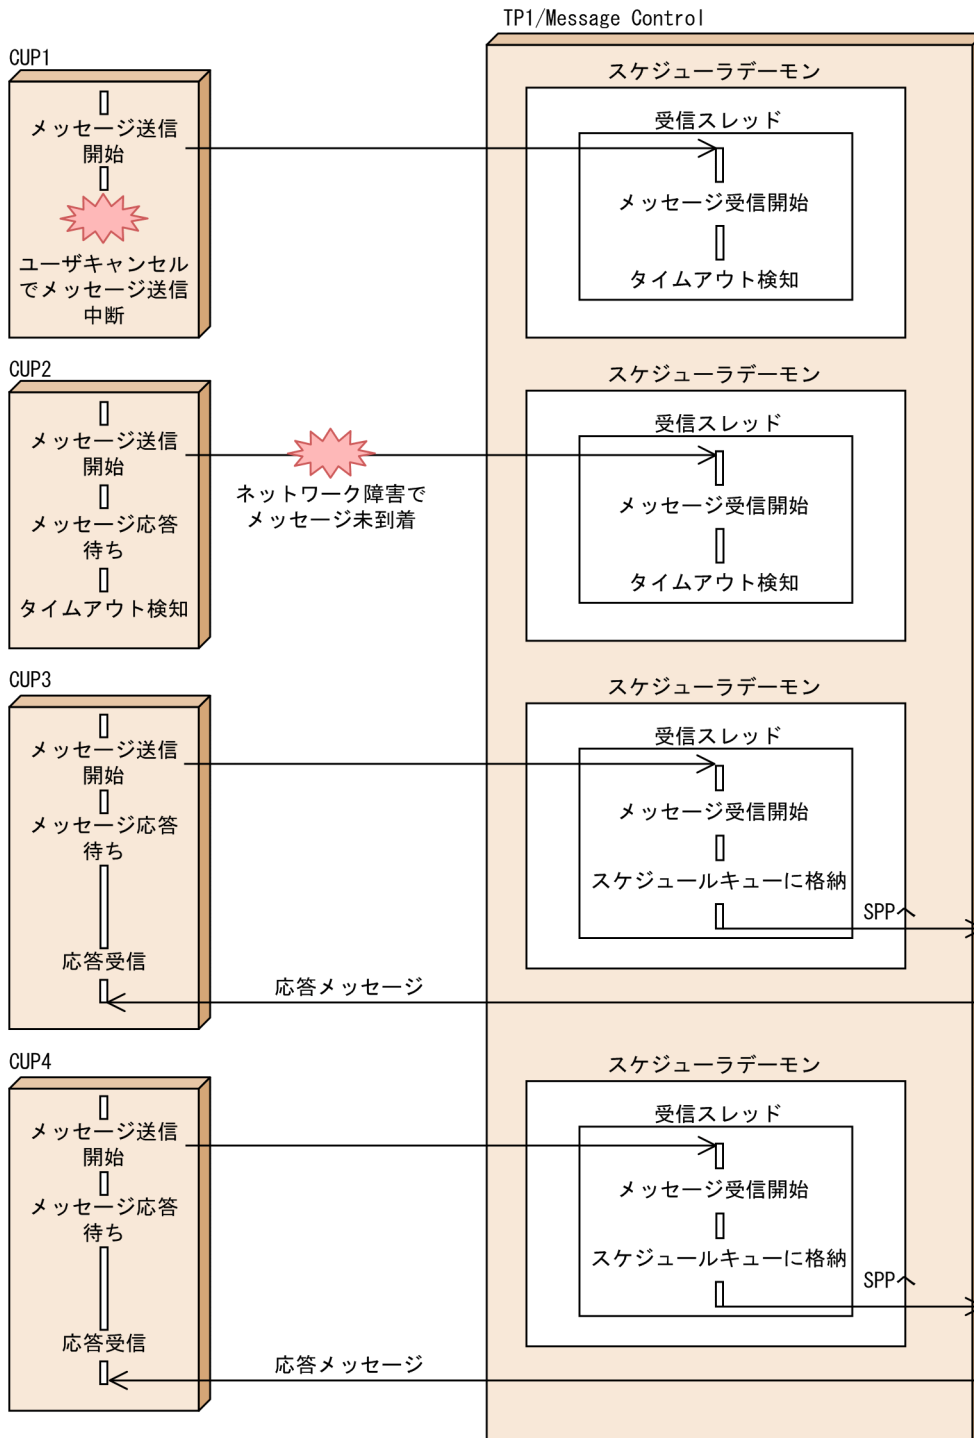 TP1/Message Control
CUP1
メッセージ送信
開始
ユーザキャンセル
でメッセージ送信
中断
スケジューラデーモン
受信スレッド
メッセージ受信開始
タイムアウト検知
CUP2
メッセージ送信
開始
メッセージ応答
待ち
タイムアウト検知
ネットワーク障害で
メッセージ未到着
スケジューラデーモン
受信スレッド
メッセージ受信開始
タイムアウト検知
CUP3
メッセージ送信
開始
メッセージ応答
待ち
応答受信
応答メッセージ
スケジューラデーモン
受信スレッド
メッセージ受信開始
スケジュールキューに格納
SPPへ
CUP4
メッセージ送信
開始
メッセージ応答
待ち
応答受信
応答メッセージ
スケジューラデーモン
受信スレッド
メッセージ受信開始
スケジュールキューに格納
SPPへ